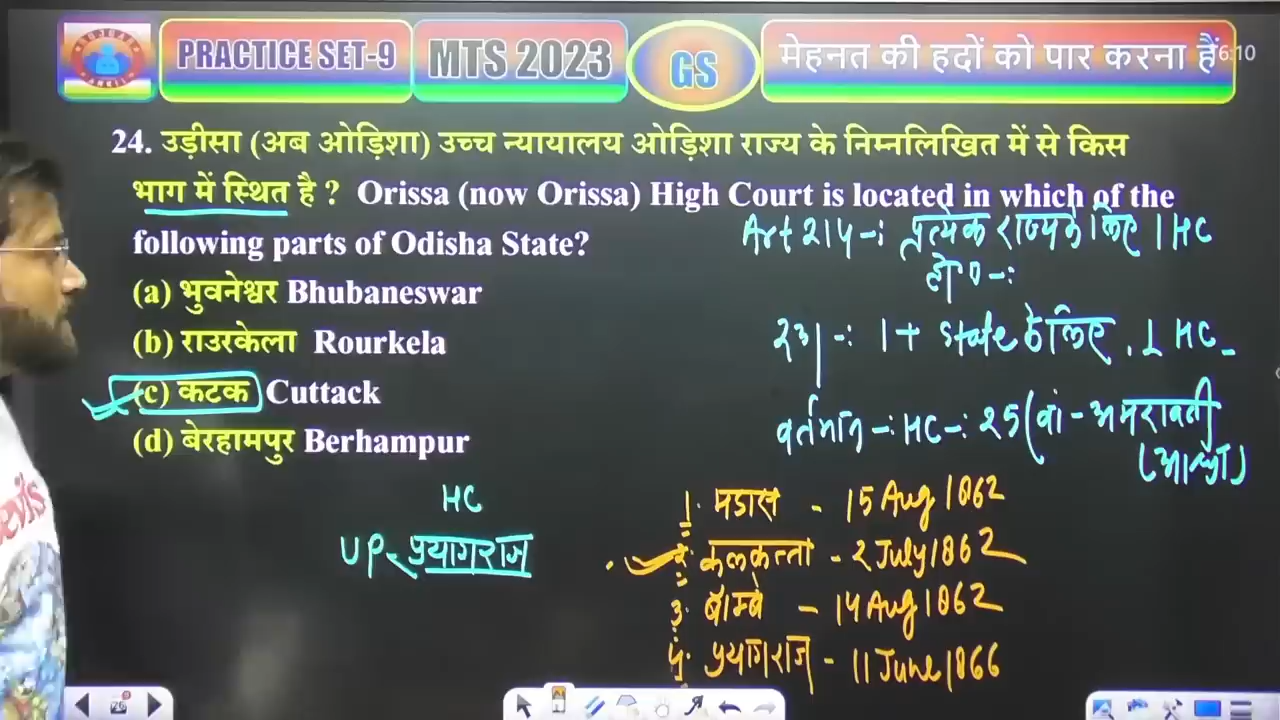 PRACTICE SET-9
MTS 2023
GS
मेहनत की हदों को पार करना हैं
6:10
24. उड़ीसा (अब ओड़िशा) उच्च न्यायालय ओड़िशा राज्य के निम्नलिखित में से किस
भाग में स्थित है ? Orissa (now Orissa) High Court is located in which of the
following parts of Odisha State?
(a) भुवनेश्वर Bhubaneswar
(b) राउरकेला Rourkela
(c) कटक Cuttack
(d) बेरहामपुर Berhampur
Art 214 -: प्रत्येक राज्य के लिए 1 HC
231 -: 1+ State के लिए, 1 HC
वर्तमान -: HC -: 25 (वां - अमरावती
HC
UP प्रयागराज
1. मद्रास - 15 Aug 1862
2. कलकत्ता - 2 July 1862
3. बॉम्बे - 14 Aug 1862
4. प्रयागराज - 11 June 1866
26